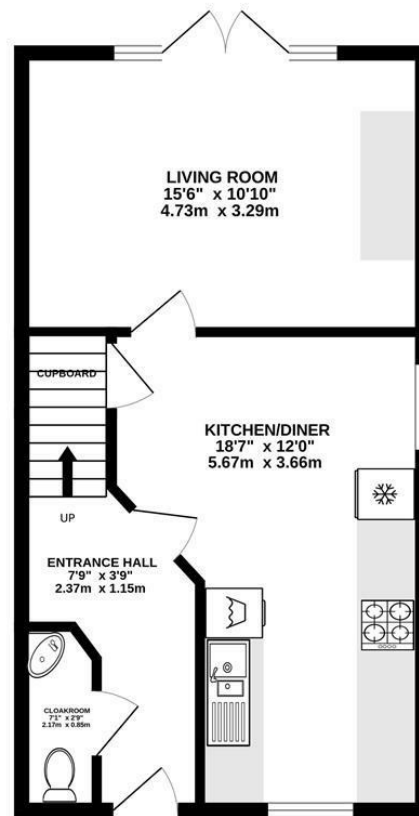 LIVING ROOM
15'6" x 10'10"
4.73m x 3.29m
CUPBOARD
KITCHEN/DINER
18'7" x 12'0"
5.67m x 3.66m
UP
ENTRANCE HALL
7'9" x 3'9"
2.37m x 1.15m
CLOAKROOM
7'1" x 2'9"
2.17m x 0.85m